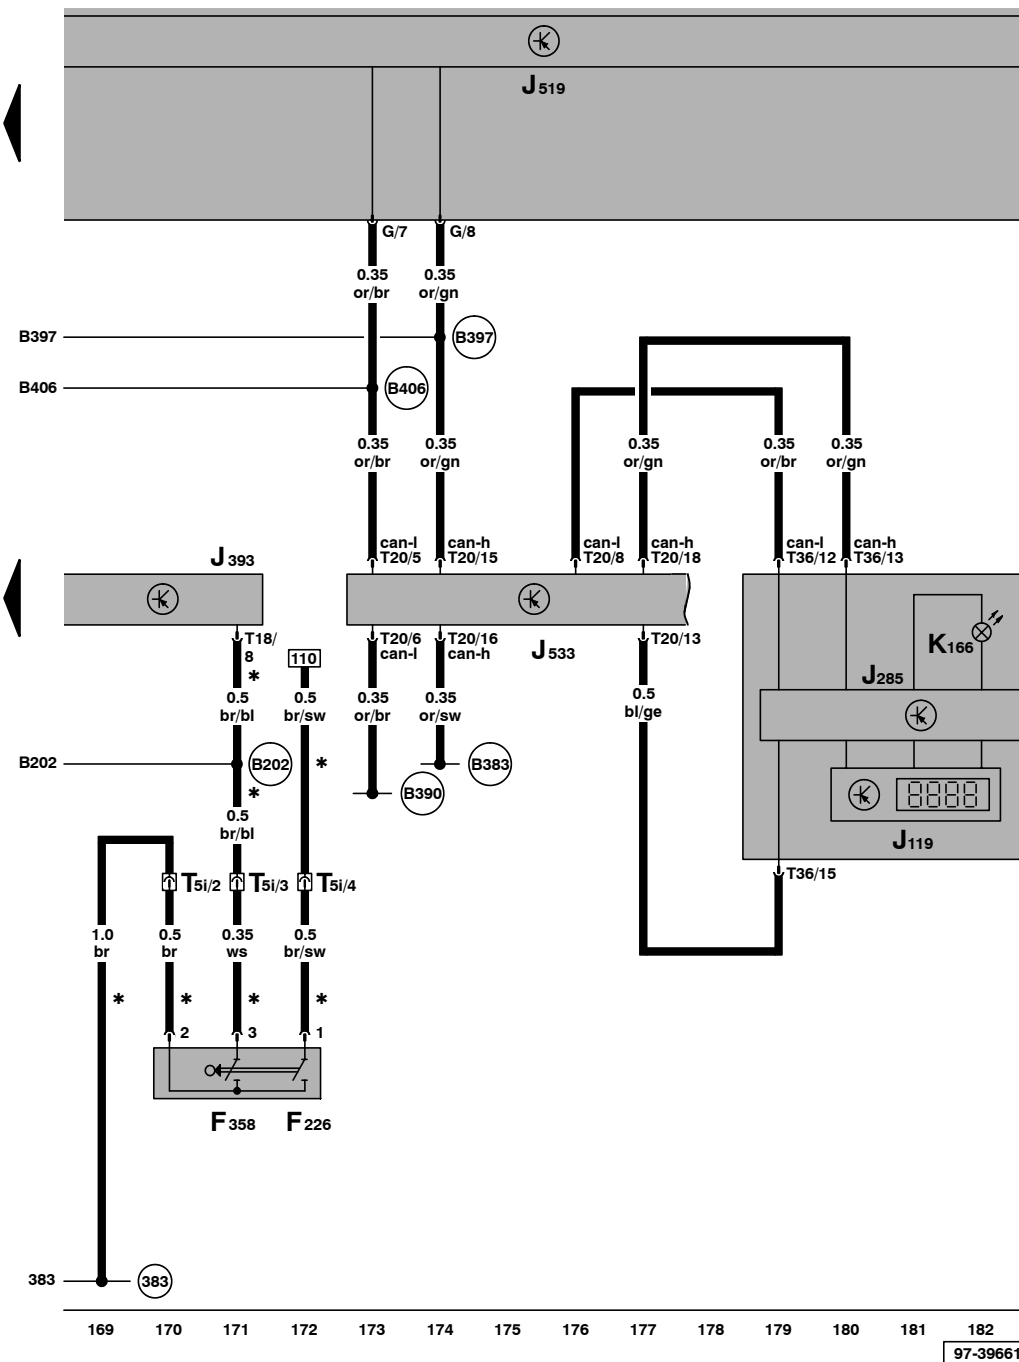 J519
G/7 G/8
0.35 0.35
or/br or/gn
B397 B397
B406 B406
0.35 0.35 0.35 0.35 0.35
or/br or/gn or/gn or/br or/gn
can-l can-h can-l can-h can-l can-h
T20/5 T20/15 T20/8 T20/18 T36/12 T36/13
J393
T18/ T20/6 T20/16 T20/13
8 can-l can-h
*
110
J533
K166
J285
0.5 0.5 0.35 0.35 0.5
br/bl br/sw or/br or/sw bl/ge
B202 B202 * B383
* B390
0.5
br/bl
8888
J119
T5i/2 T5i/3 T5i/4 T36/15
1.0 0.5 0.35 0.5
br br ws br/sw
* * * *
2 3 1
F358 F226
383 383
169 170 171 172 173 174 175 176 177 178 179 180 181 182
97-39661